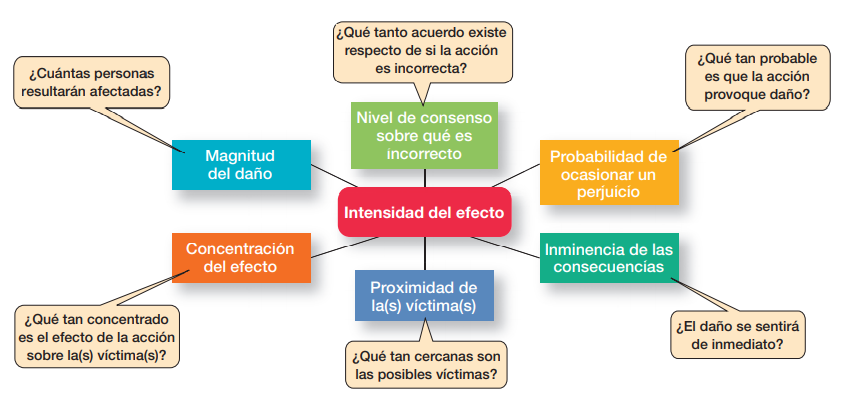 ¿Qué tanto acuerdo existe
respecto de si la acción
es incorrecta?
¿Cuántas personas
resultarán afectadas?
¿Qué tan probable
es que la acción
provoque daño?
Nivel de consenso
sobre qué es
incorrecto
Magnitud
del daño
Probabilidad de
ocasionar un
perjuicio
Intensidad del efecto
Concentración
del efecto
Inminencia de las
consecuencias
Proximidad de
la(s) víctima(s)
¿Qué tan concentrado
es el efecto de la acción
sobre la(s) víctima(s)?
¿El daño se sentirá
de inmediato?
¿Qué tan cercanas son
las posibles víctimas?